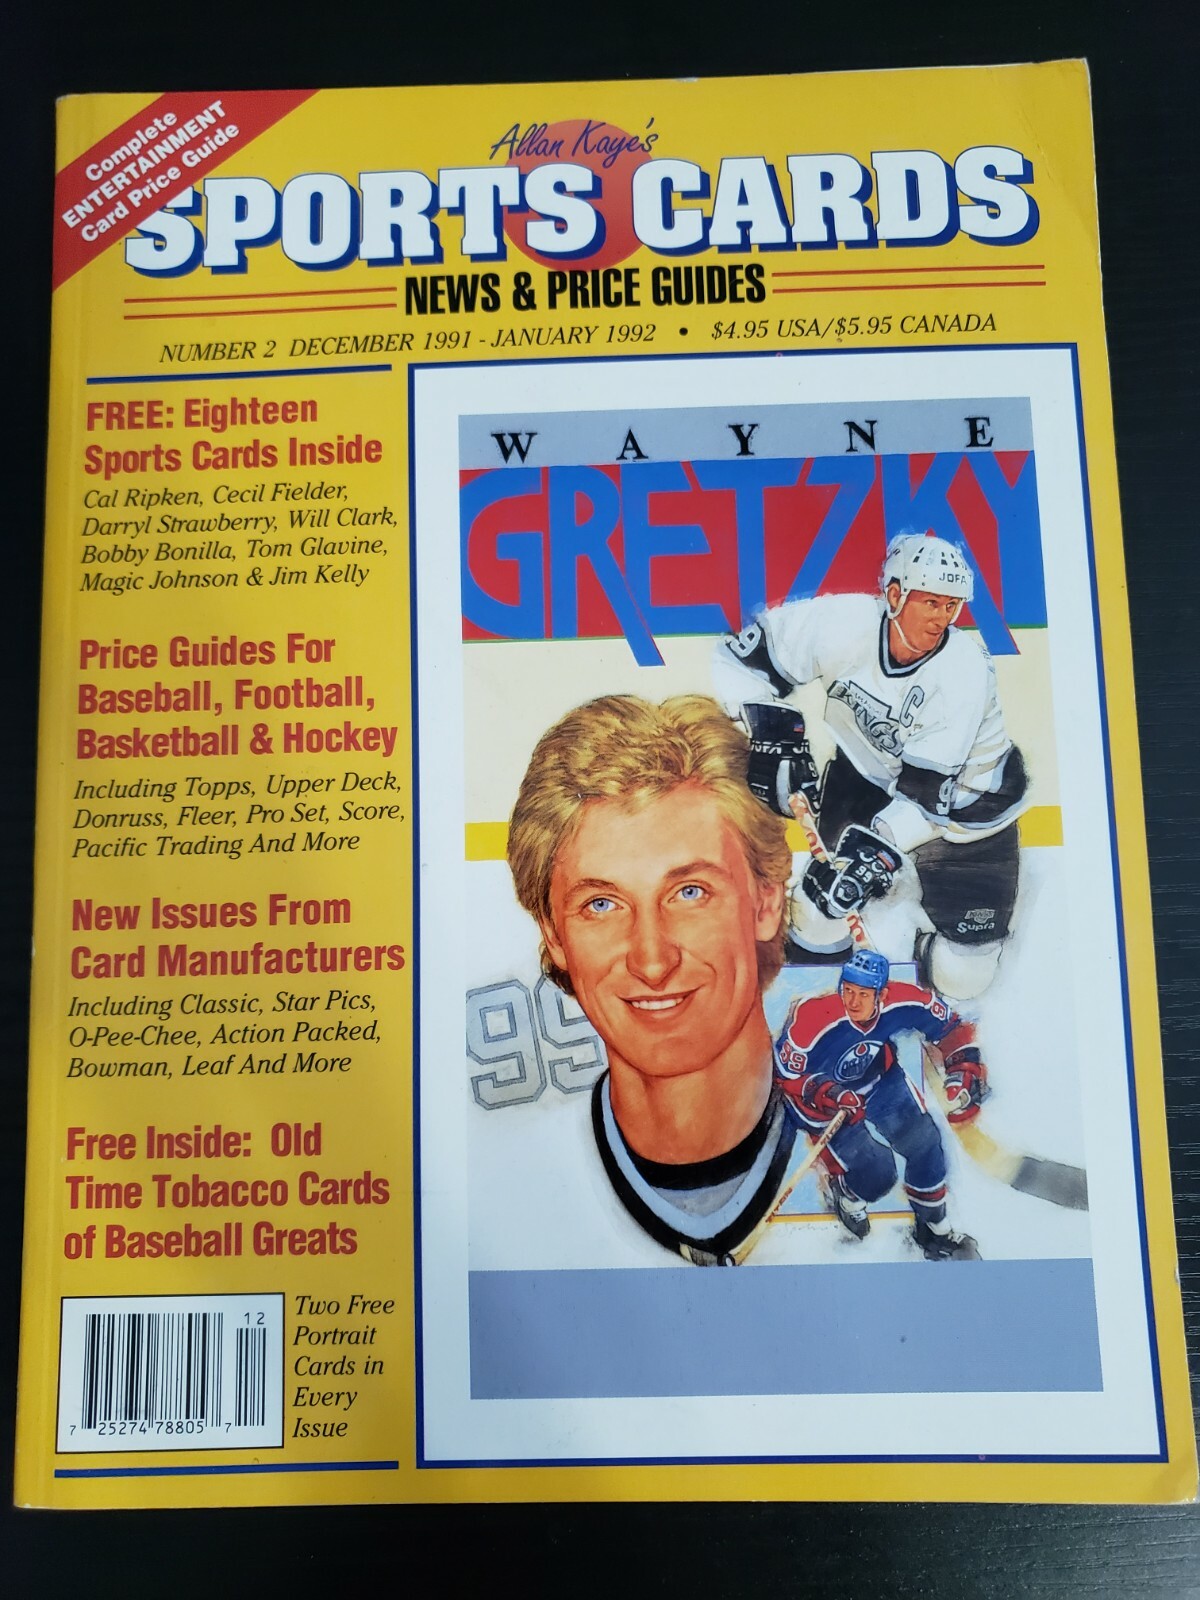 Complete
ENTERTAINMENT
Card Price Guide
Allan Kaye's
SPORTS CARDS
NEWS & PRICE GUIDES
NUMBER 2 DECEMBER 1991 - JANUARY 1992 • $4.95 USA/$5.95 CANADA
FREE: Eighteen
Sports Cards Inside
Cal Ripken, Cecil Fielder,
Darryl Strawberry, Will Clark,
Bobby Bonilla, Tom Glavine,
Magic Johnson & Jim Kelly
Price Guides For
Baseball, Football,
Basketball & Hockey
Including Topps, Upper Deck,
Donruss, Fleer, Pro Set, Score,
Pacific Trading And More
New Issues From
Card Manufacturers
Including Classic, Star Pics,
O-Pee-Chee, Action Packed,
Bowman, Leaf And More
Free Inside: Old
Time Tobacco Cards
of Baseball Greats
Two Free
Portrait
Cards in
Every
Issue
12
7 25274 78805 7
WAYNE
GRETZKY
JOFA
9
KINGS
C
9
99
Supra
99
99